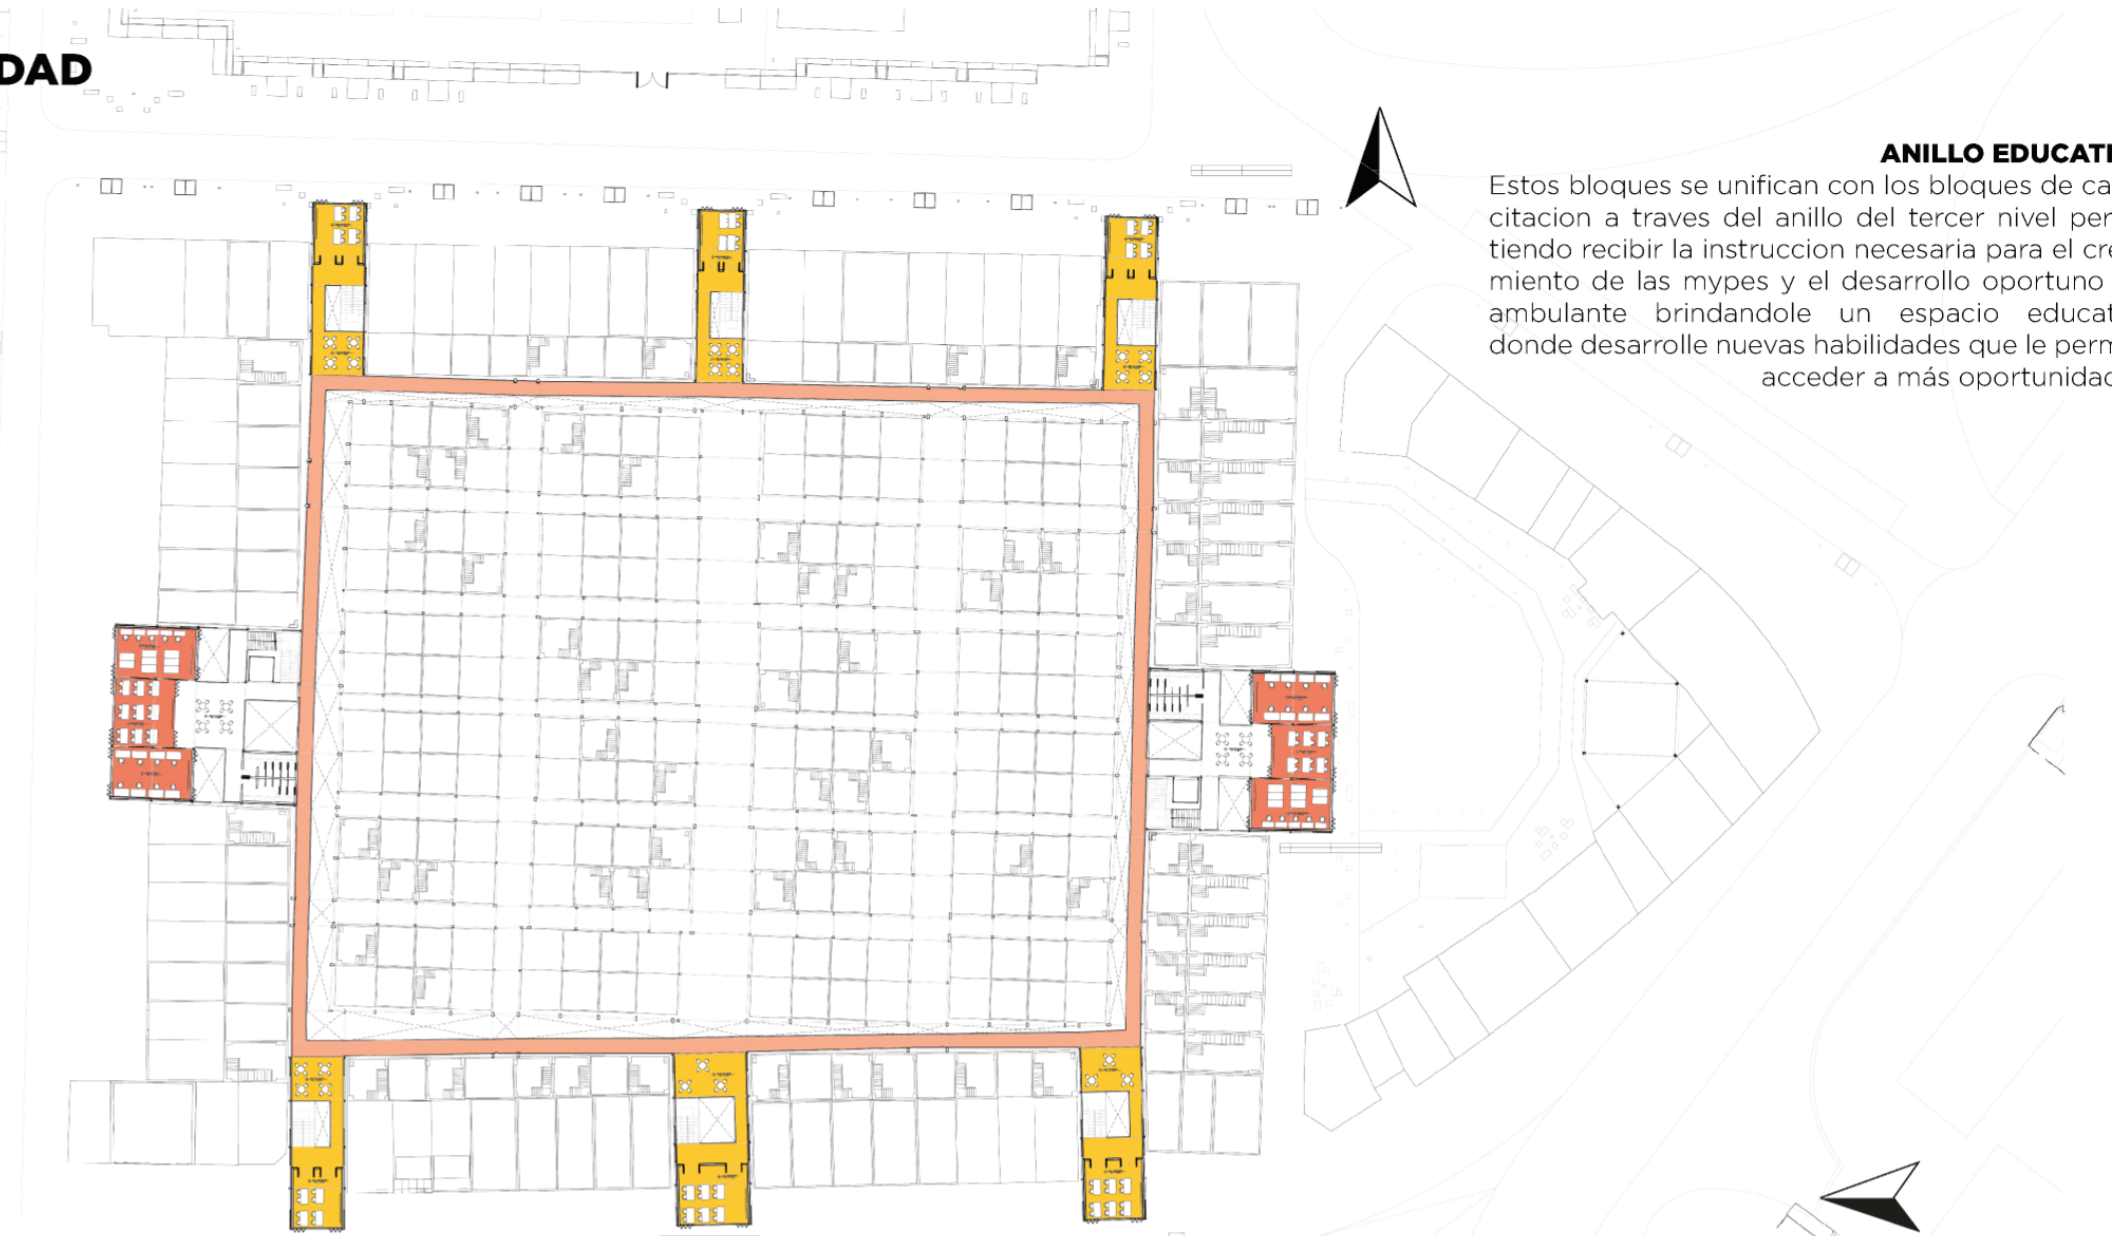 DAD
ANILLO EDUCATI
Estos bloques se unifican con los bloques de ca
citacion a traves del anillo del tercer nivel per
tiendo recibir la instruccion necesaria para el cre
miento de las mypes y el desarrollo oportuno
ambulante brindandole un espacio educat
donde desarrolle nuevas habilidades que le perm
acceder a más oportunidad